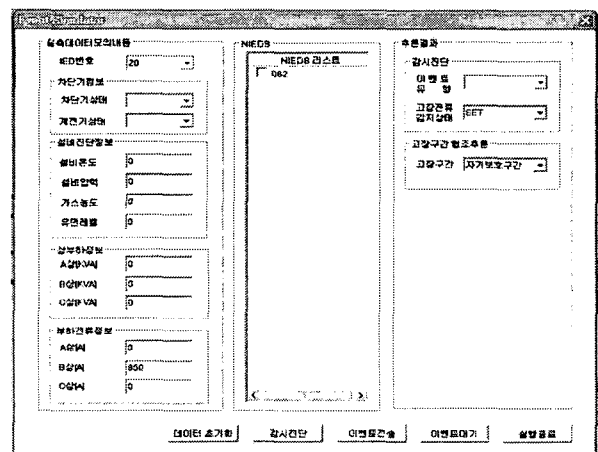 실측데이터모의내용
IED번호 20
차단기정보
차단기상태
계전기상태
설비진단정보
설비온도 0
설비압력 0
가스농도 0
유면레벨 0
상부하정보
A상[KVA] 0
B상[KVA] 0
C상[KVA] 0
부하전류정보
A상[A] 0
B상[A] 850
C상[A] 0
NIEDS
NIEDB 리스트
추론결과
감시진단
이벤트
유 형
고장전류
감지상태 EET
고장구간 협조추론
고장구간 자기보호구간
데이터 초기화 감시진단 이벤트전송 이벤트대기 실행종료